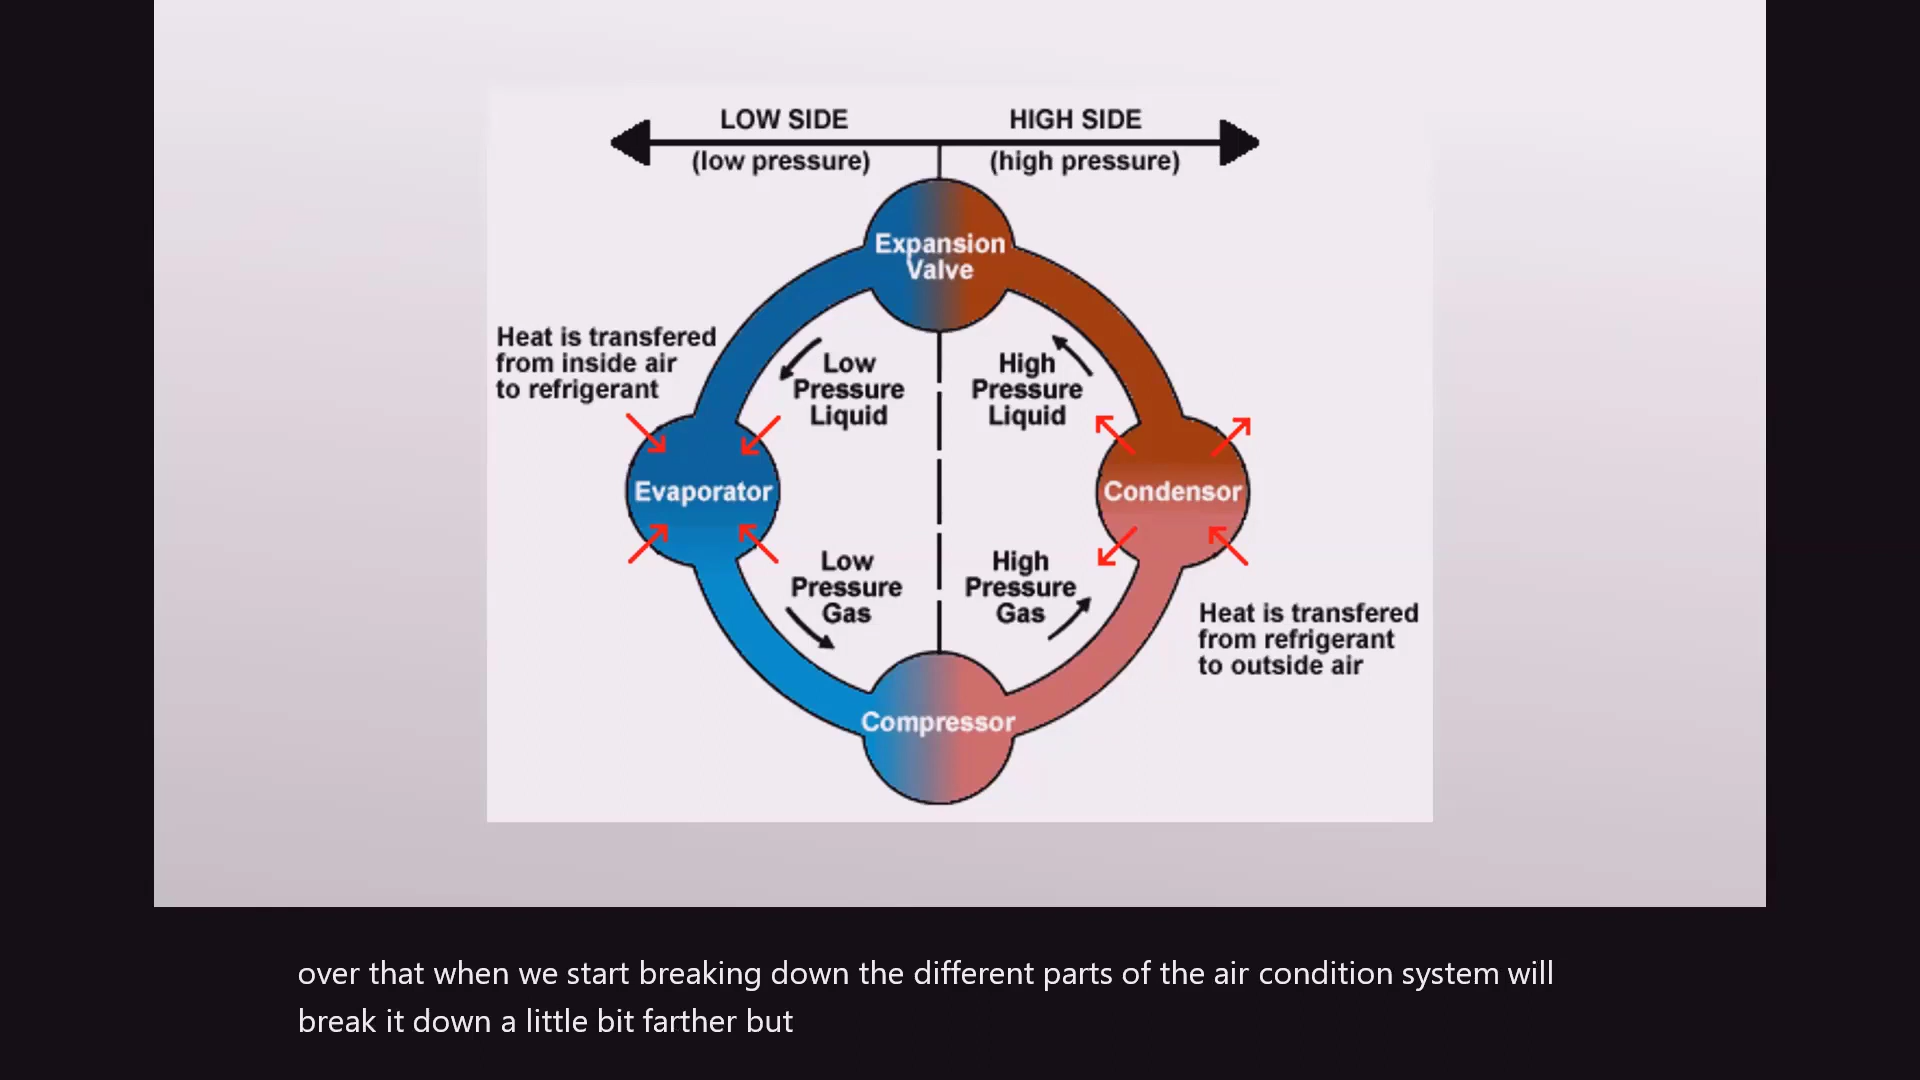 LOW SIDE
HIGH SIDE
(low pressure)
(high pressure)
Expansion
Valve
Heat is transfered
from inside air
to refrigerant
Low
Pressure
Liquid
High
Pressure
Liquid
Evaporator
Condensor
Low
Pressure
Gas
High
Pressure
Gas
Heat is transfered
from refrigerant
to outside air
Compressor
over that when we start breaking down the different parts of the air condition system will
break it down a little bit farther but